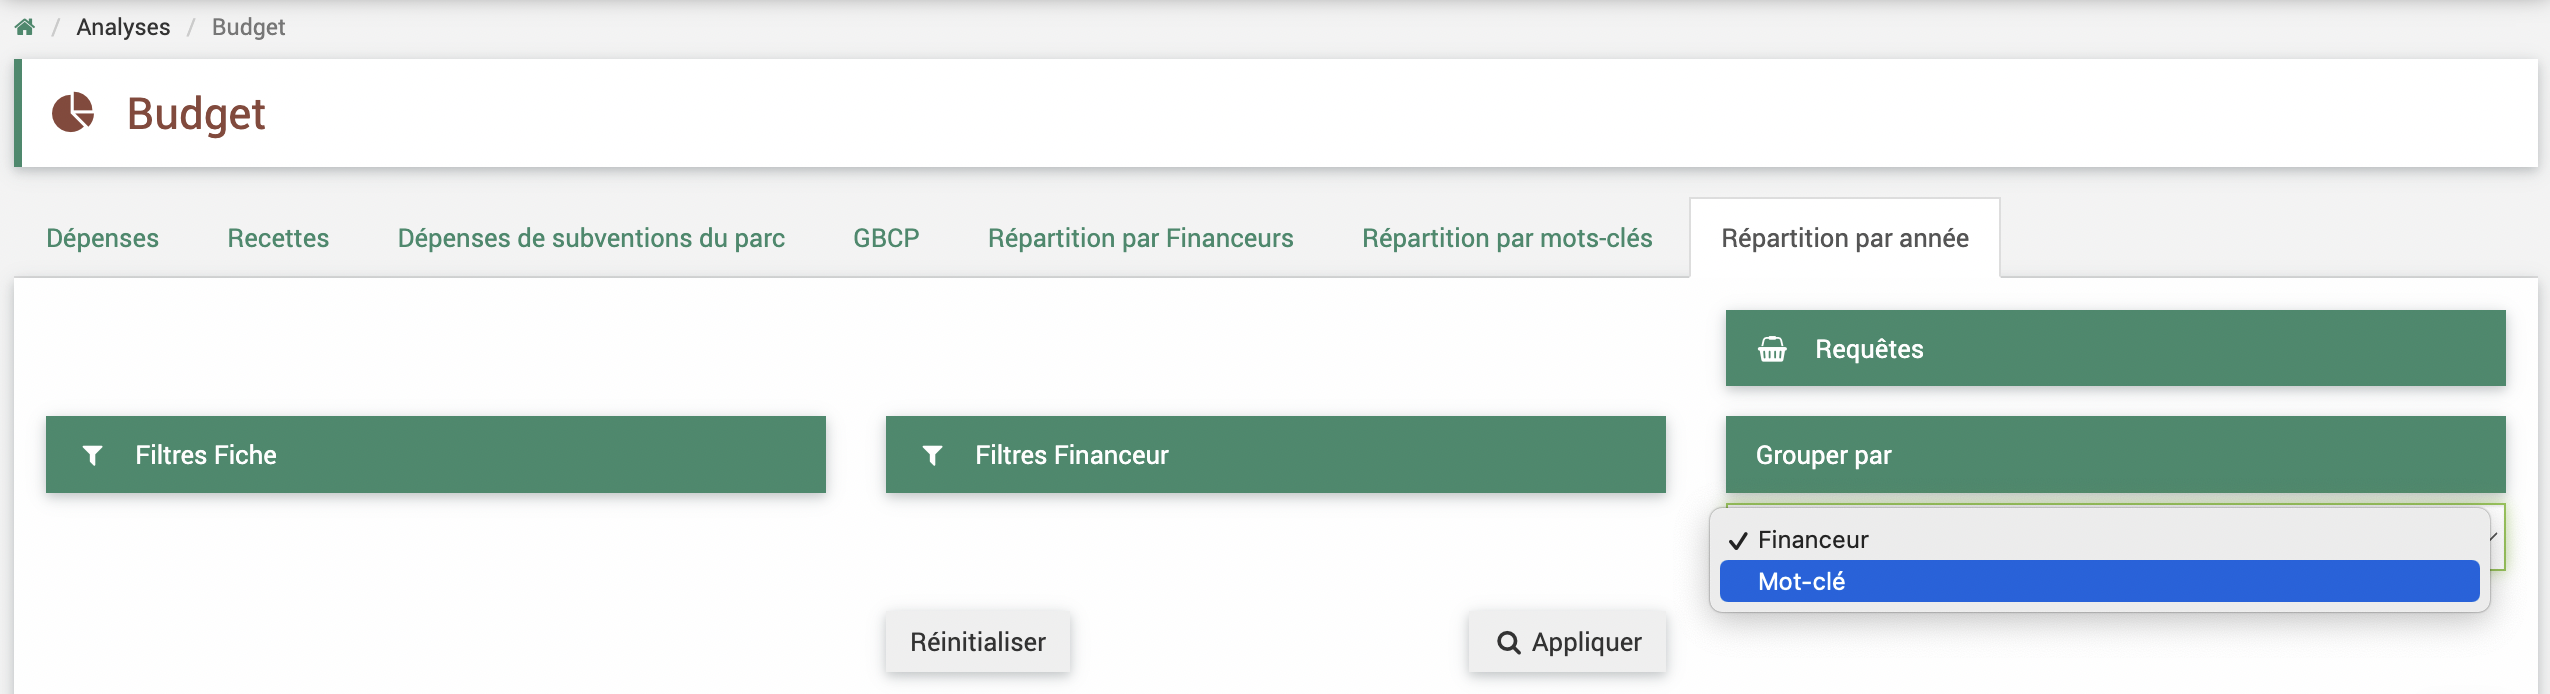 / Analyses / Budget
Budget
Dépenses Recettes Dépenses de subventions du parc GBCP Répartition par Financeurs Répartition par mots-clés Répartition par année
Requêtes
Filtres Fiche Filtres Financeur Grouper par
✓ Financeur
Mot-clé
Réinitialiser Appliquer